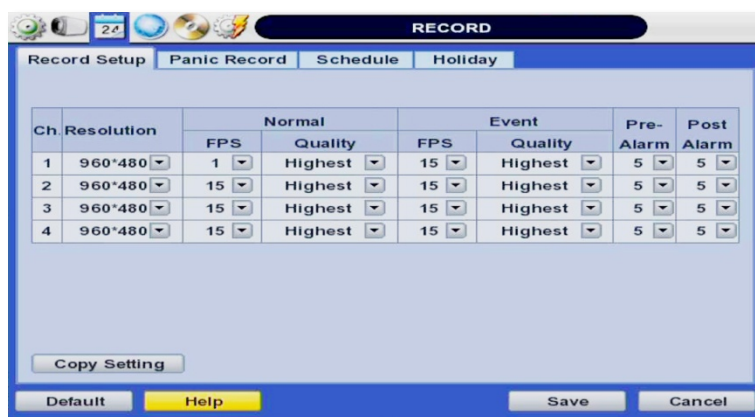 24
RECORD
Record Setup Panic Record Schedule Holiday
Ch. Resolution Normal Event Pre-Alarm Post Alarm
FPS Quality FPS Quality
1 960*480 1 Highest 15 Highest 5 5
2 960*480 15 Highest 15 Highest 5 5
3 960*480 15 Highest 15 Highest 5 5
4 960*480 15 Highest 15 Highest 5 5
Copy Setting
Default Help Save Cancel